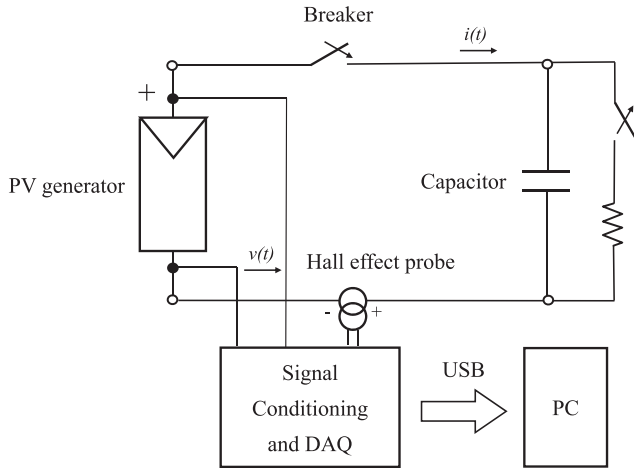 Breaker
i(t)
+
PV generator
Capacitor
v(t)
Hall effect probe
- +
Signal
Conditioning
and DAQ
USB
PC